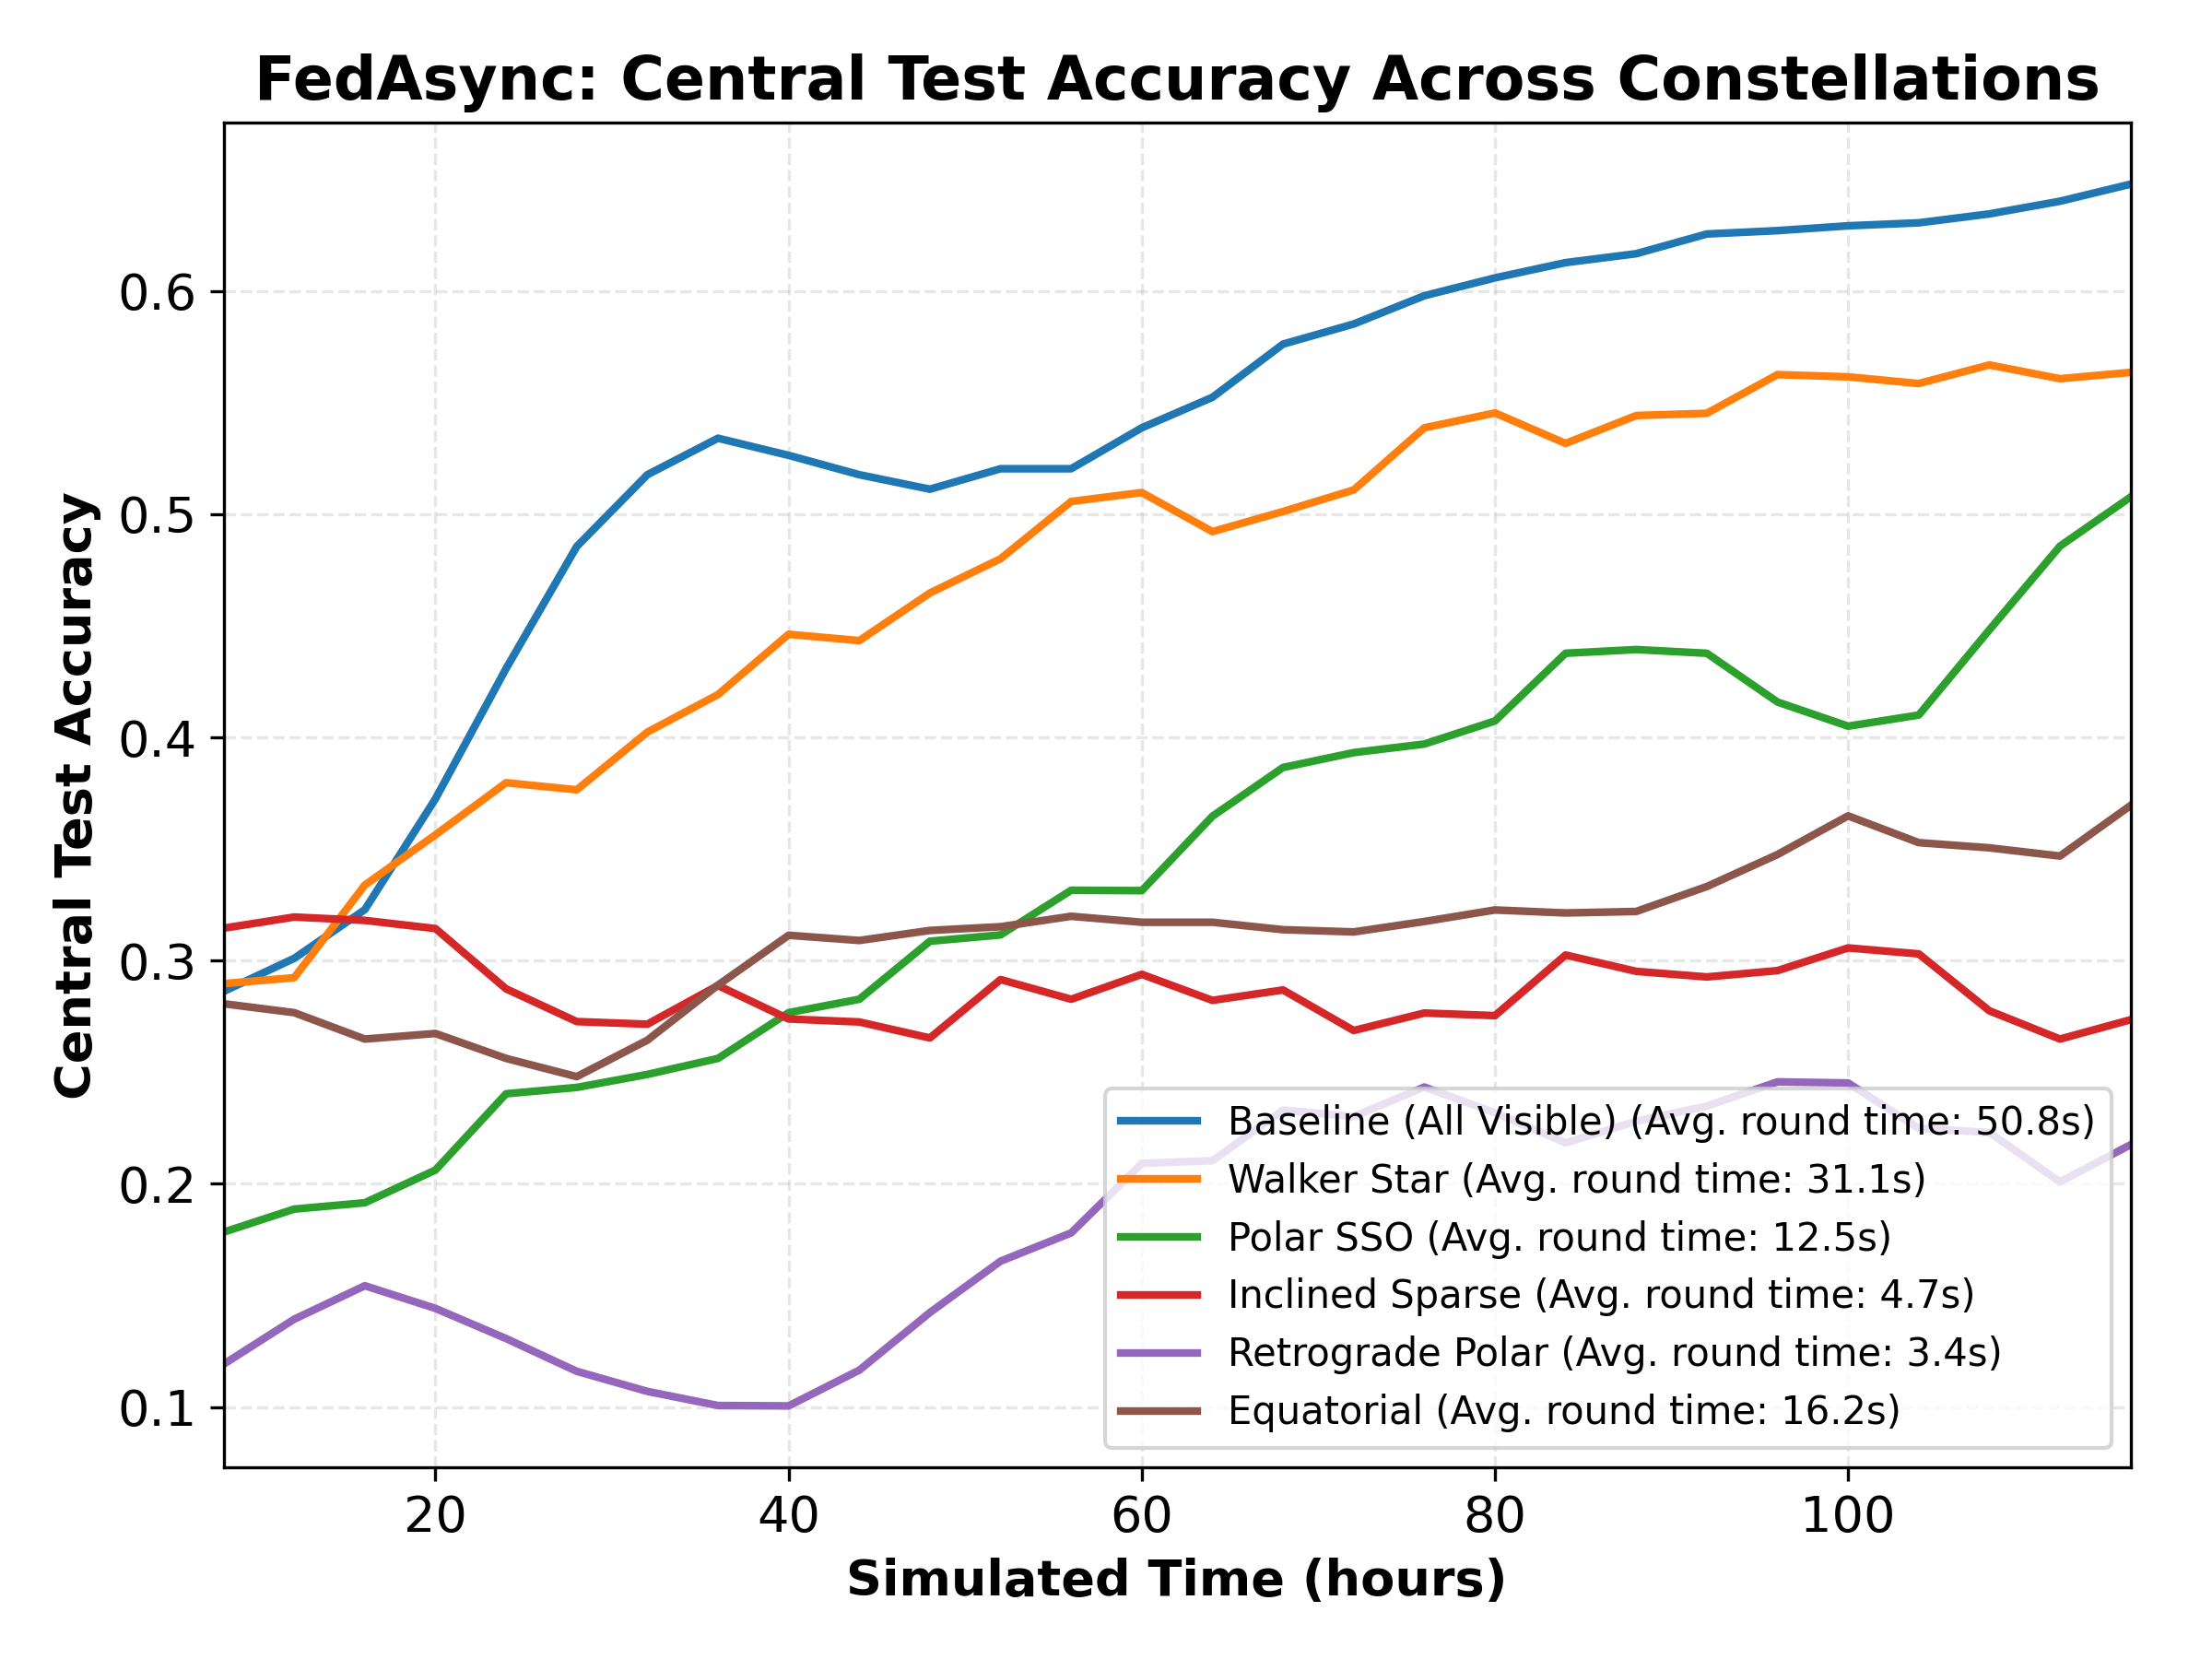 FedAsync: Central Test Accuracy Across Constellations
Central Test Accuracy
0.6
0.5
0.4
0.3
0.2
0.1
Baseline (All Visible) (Avg. round time: 50.8s)
Walker Star (Avg. round time: 31.1s)
Polar SSO (Avg. round time: 12.5s)
Inclined Sparse (Avg. round time: 4.7s)
Retrograde Polar (Avg. round time: 3.4s)
Equatorial (Avg. round time: 16.2s)
20 40 60 80 100
Simulated Time (hours)